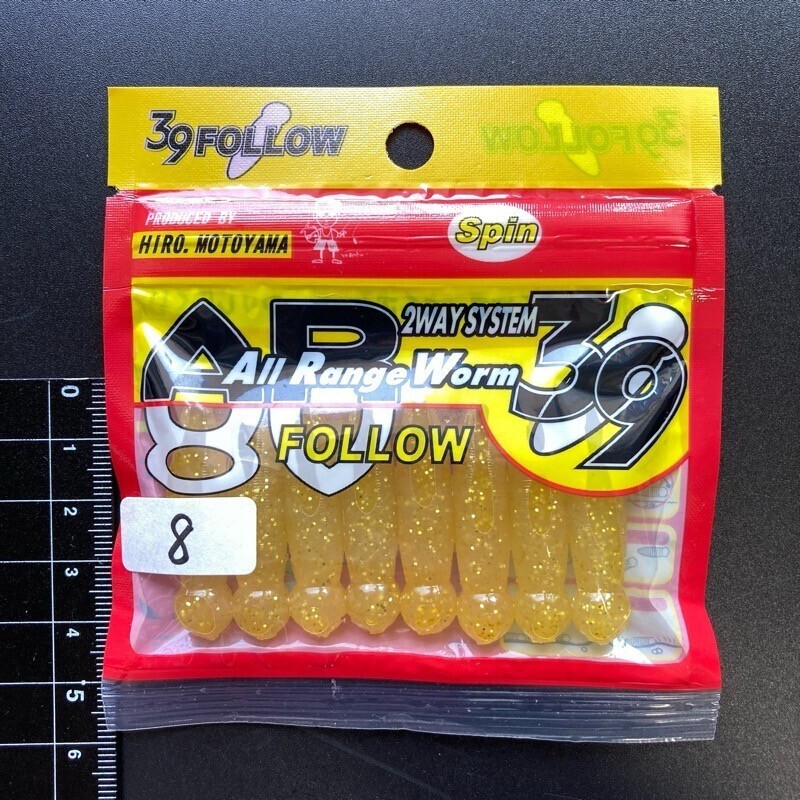 39FOLLOW
39FOLLOW
PRODUCED BY
HIRO. MOTOYAMA
Spin
2WAY SYSTEM
39
AR
All Range Worm
FOLLOW
8
0
1
2
3
4
5
6